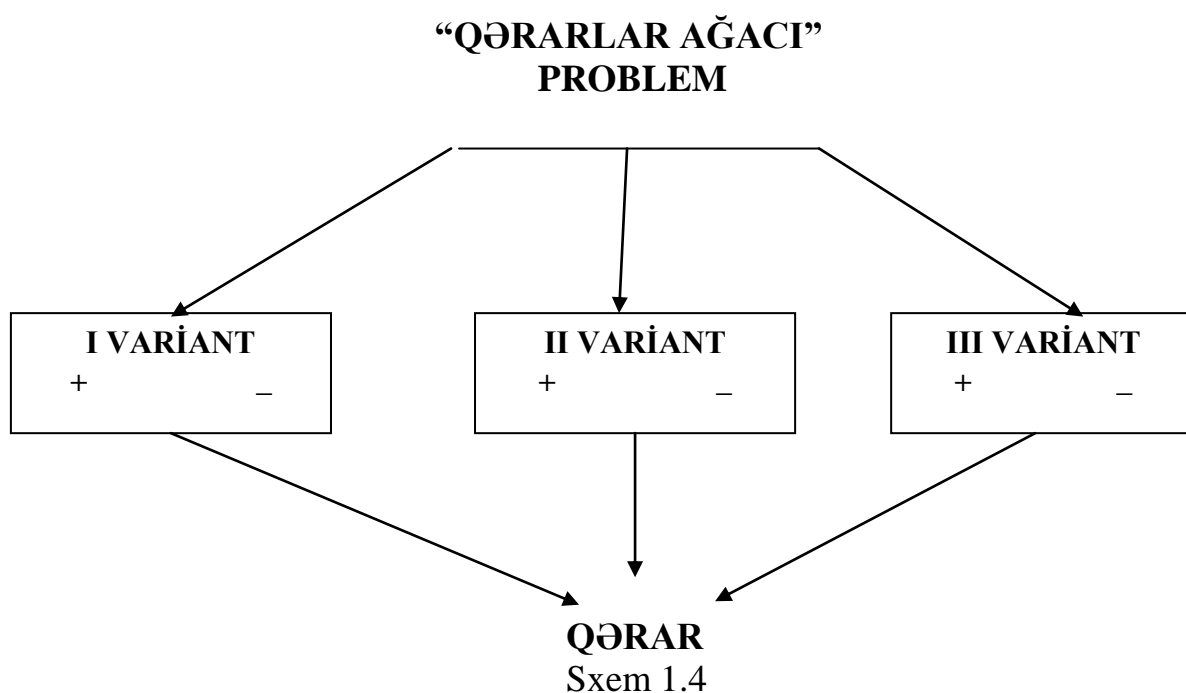 “QƏRARLAR AĞACI”
PROBLEM
I VARİANT
+ –
II VARİANT
+ –
III VARİANT
+ –
QƏRAR
Sxem 1.4